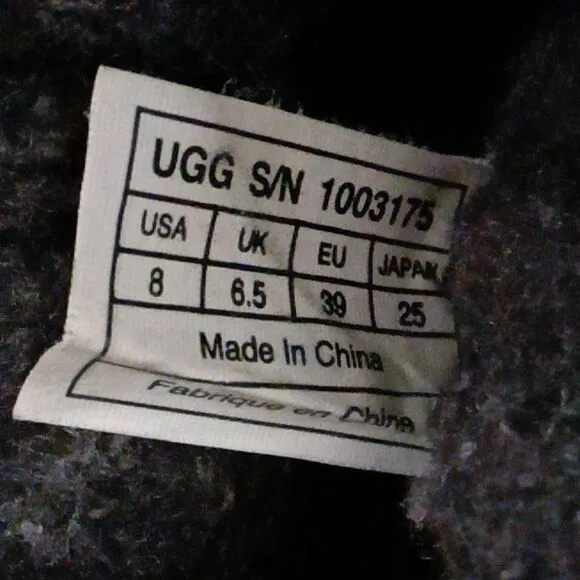 UGG S/N 1003175
USA UK EU JAPAN
8 6.5 39 25
Made In China
Fabrique en Chine